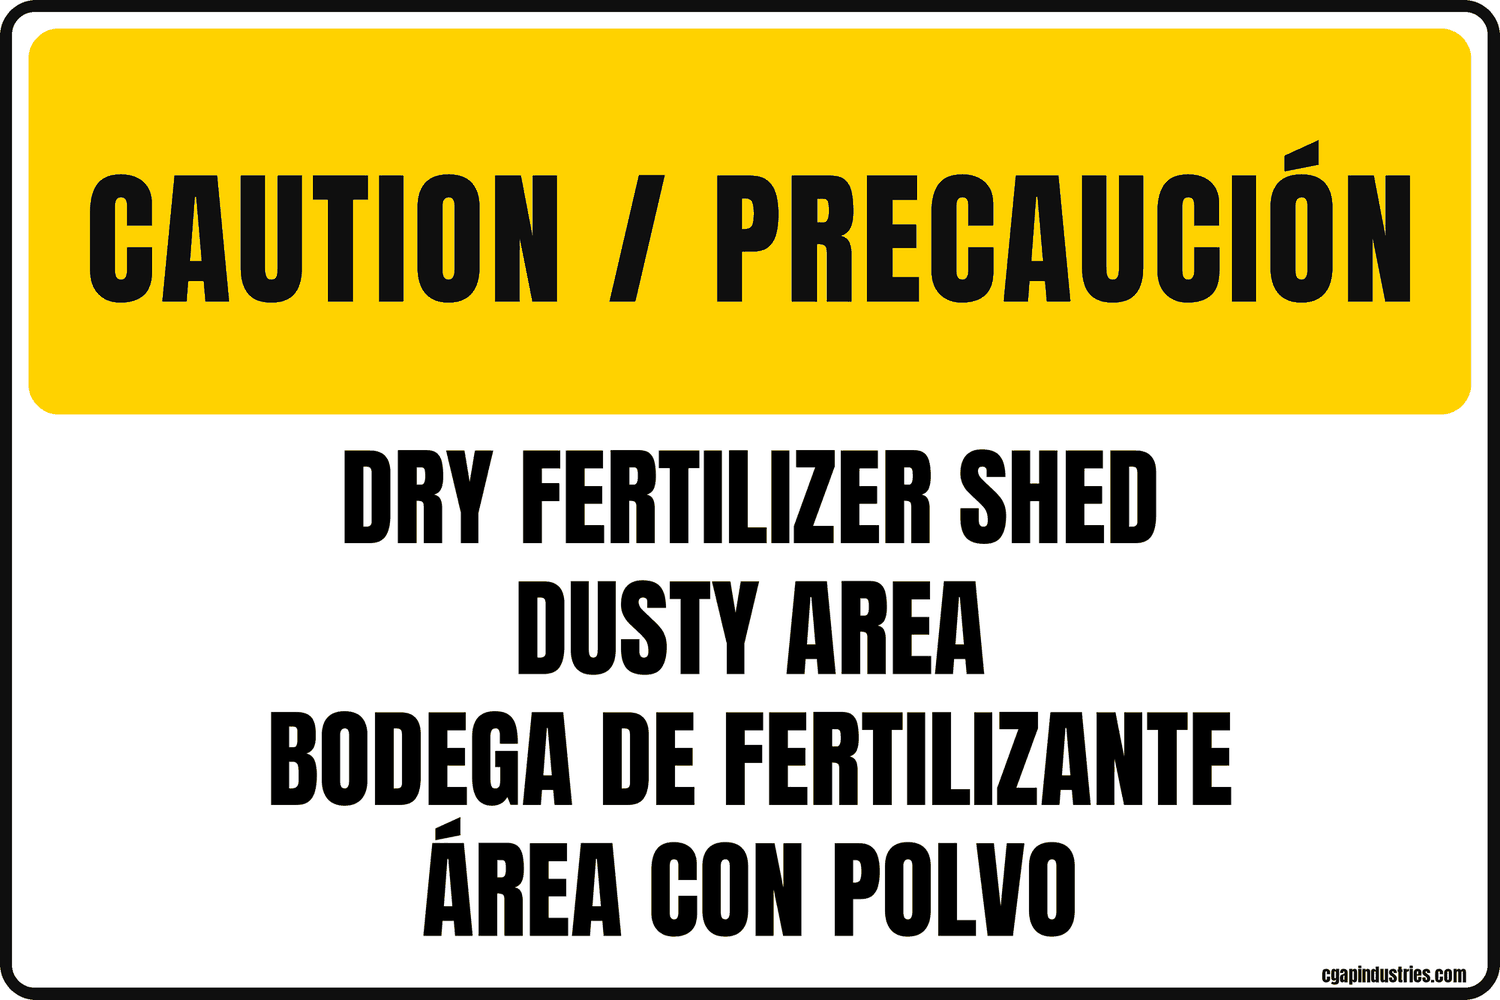 CAUTION / PRECAUCIÓN
DRY FERTILIZER SHED
DUSTY AREA
BODEGA DE FERTILIZANTE
ÁREA CON POLVO
cgapindustries.com